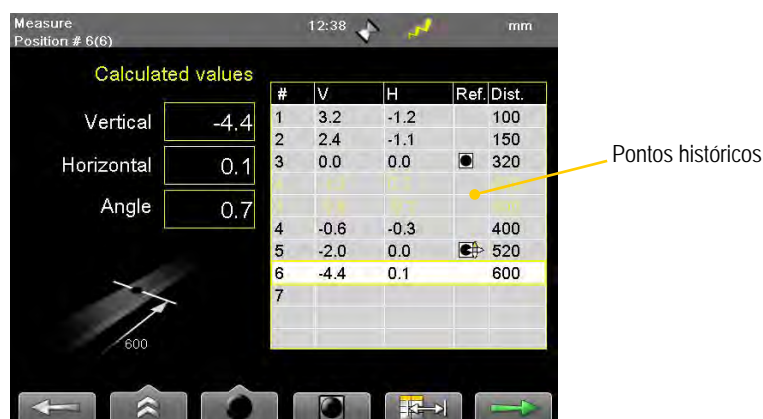 Measure
Position # 6(6)
12:38
mm
Calculated values
Vertical -4.4
Horizontal 0.1
Angle 0.7
600
# V H Ref. Dist.
1 3.2 -1.2 100
2 2.4 -1.1 150
3 0.0 0.0 320
4 -0.6 -0.3 400
5 -2.0 0.0 520
6 -4.4 0.1 600
7
Pontos históricos